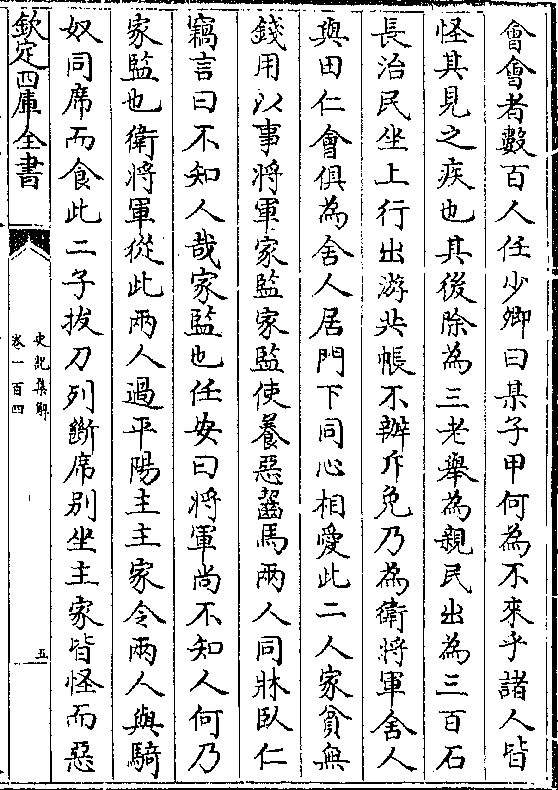 會會者數百人任少卿曰某子甲何為不來乎諸人皆
怪其見之疾也其後除為三老舉為親民出為三百石
長治民坐上行出游共帳不辦斥免乃為衛將軍舍人
與田仁會俱為舍人居門下同心相愛此二人家貧無
錢用以事將軍家監家監使養惡齧馬兩人同牀臥仁
竊言曰不知人哉家監也任安曰將軍尚不知人何乃
家監也衛將軍從此兩人過平陽主主家令兩人與騎
奴同席而食此二子拔刀列斷席別坐主家皆怪而惡
欽定四庫全書
史記集解
卷一百四
五